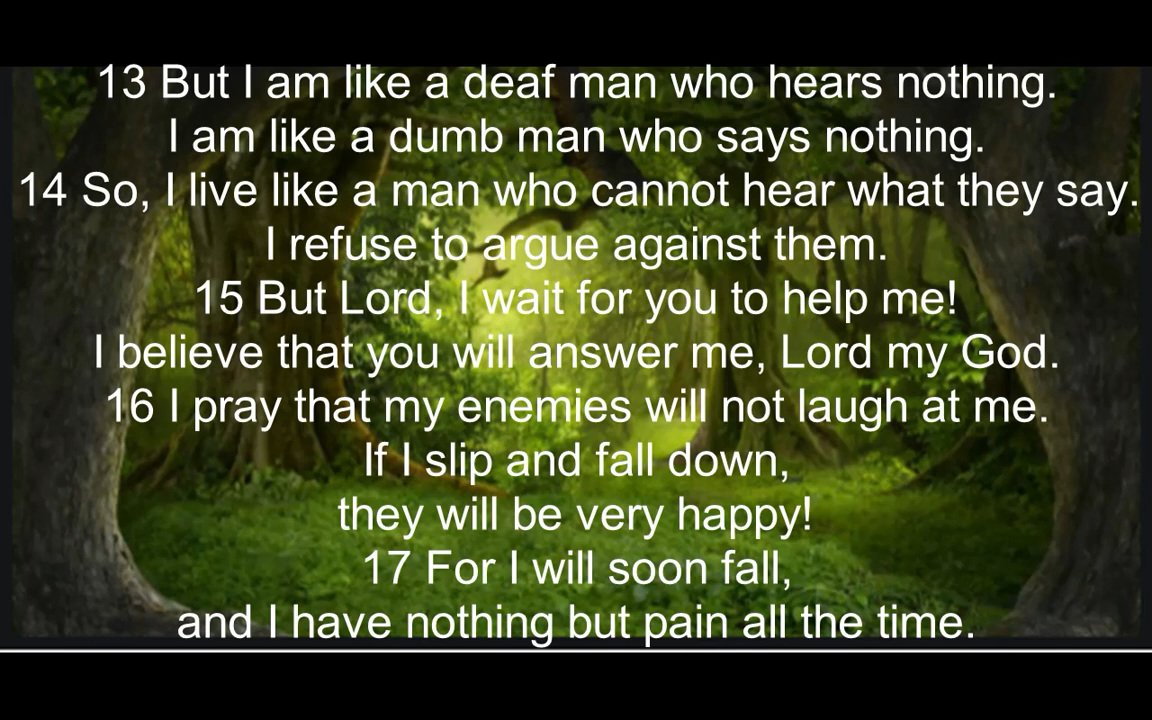 13 But I am like a deaf man who hears nothing.
I am like a dumb man who says nothing.
14 So, I live like a man who cannot hear what they say.
I refuse to argue against them.
15 But Lord, I wait for you to help me!
I believe that you will answer me, Lord my God.
16 I pray that my enemies will not laugh at me.
If I slip and fall down,
they will be very happy!
17 For I will soon fall,
and I have nothing but pain all the time.